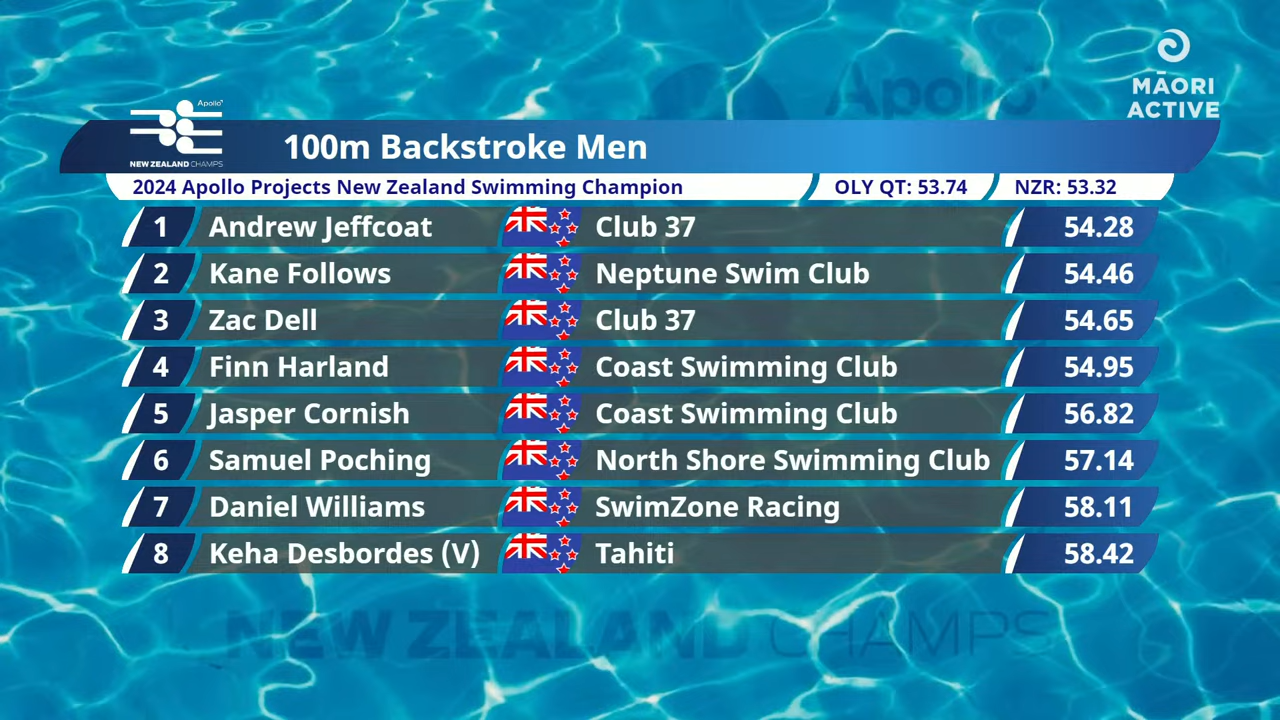 Apollo
MĀORI
ACTIVE
Apollo
NEW ZEALAND CHAMPS
100m Backstroke Men
2024 Apollo Projects New Zealand Swimming Champion OLY QT: 53.74 NZR: 53.32
1 Andrew Jeffcoat Club 37 54.28
2 Kane Follows Neptune Swim Club 54.46
3 Zac Dell Club 37 54.65
4 Finn Harland Coast Swimming Club 54.95
5 Jasper Cornish Coast Swimming Club 56.82
6 Samuel Poching North Shore Swimming Club 57.14
7 Daniel Williams SwimZone Racing 58.11
8 Keha Desbordes (V) Tahiti 58.42
NEW ZEALAND CHAMPS